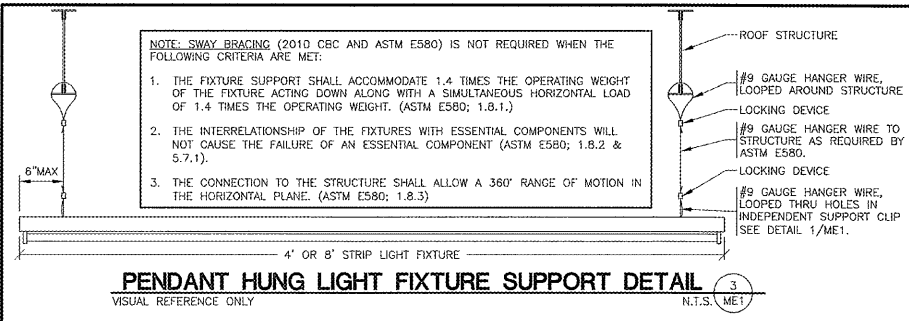 NOTE: SWAY BRACING (2010 CBC AND ASTM E580) IS NOT REQUIRED WHEN THE
FOLLOWING CRITERIA ARE MET:
1. THE FIXTURE SUPPORT SHALL ACCOMMODATE 1.4 TIMES THE OPERATING WEIGHT
OF THE FIXTURE ACTING DOWN ALONG WITH A SIMULTANEOUS HORIZONTAL LOAD
OF 1.4 TIMES THE OPERATING WEIGHT. (ASTM E580; 1.8.1.)
2. THE INTERRELATIONSHIP OF THE FIXTURES WITH ESSENTIAL COMPONENTS WILL
NOT CAUSE THE FAILURE OF AN ESSENTIAL COMPONENT (ASTM E580; 1.8.2 &
5.7.1).
3. THE CONNECTION TO THE STRUCTURE SHALL ALLOW A 360° RANGE OF MOTION IN
THE HORIZONTAL PLANE. (ASTM E580; 1.8.3)
ROOF STRUCTURE
#9 GAUGE HANGER WIRE,
LOOPED AROUND STRUCTURE
LOCKING DEVICE
#9 GAUGE HANGER WIRE TO
STRUCTURE AS REQUIRED BY
ASTM E580.
LOCKING DEVICE
#9 GAUGE HANGER WIRE,
LOOPED THRU HOLES IN
INDEPENDENT SUPPORT CLIP
SEE DETAIL 1/ME1.
6"MAX
4' OR 8' STRIP LIGHT FIXTURE
PENDANT HUNG LIGHT FIXTURE SUPPORT DETAIL
VISUAL REFERENCE ONLY
N.T.S.
3
ME1